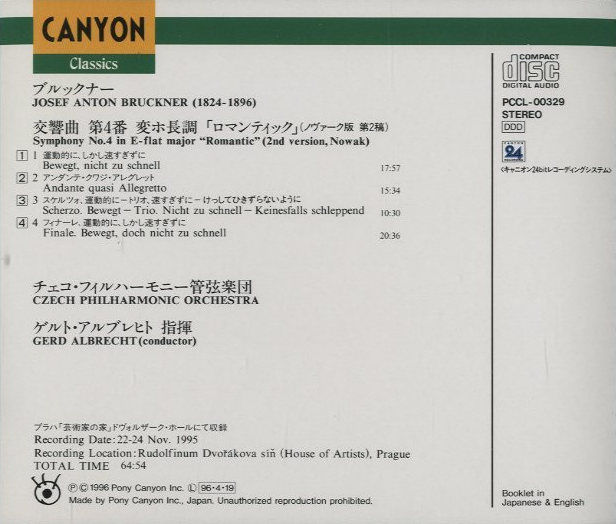 CANYON
Classics
ブルックナー
JOSEF ANTON BRUCKNER (1824-1896)
交響曲 第4番 変ホ長調 「ロマンティック」(ノヴァーク版 第2稿)
Symphony No.4 in E-flat major “Romantic” (2nd version, Nowak)
1 1 運動的に、しかし速すぎずに
Bewegt, nicht zu schnell 17:57
2 2 アンダンテ・クワジ・アレグレット
Andante quasi Allegretto 15:34
3 3 スケルツォ、運動的に－トリオ、速すぎずに－けっしてひきずらないように
Scherzo. Bewegt－Trio. Nicht zu schnell－Keinesfalls schleppend 10:30
4 4 フィナーレ、運動的に、しかし速すぎずに
Finale. Bewegt, doch nicht zu schnell 20:36
チェコ・フィルハーモニー管弦楽団
CZECH PHILHARMONIC ORCHESTRA
ゲルト・アルブレヒト 指揮
GERD ALBRECHT (conductor)
プラハ「芸術家の家」ドヴォルザーク・ホールにて収録
Recording Date: 22-24 Nov. 1995
Recording Location: Rudolfinum Dvořákova síň (House of Artists), Prague
TOTAL TIME 64:54
Ⓟ © 1996 Pony Canyon Inc. Ⓛ 96・4・19
Made by Pony Canyon Inc., Japan. Unauthorized reproduction prohibited.
COMPACT
disc
DIGITAL AUDIO
PCCL-00329
STEREO
DDD
24
〈キャニオン24bitレコーディングシステム〉
Booklet in
Japanese & English